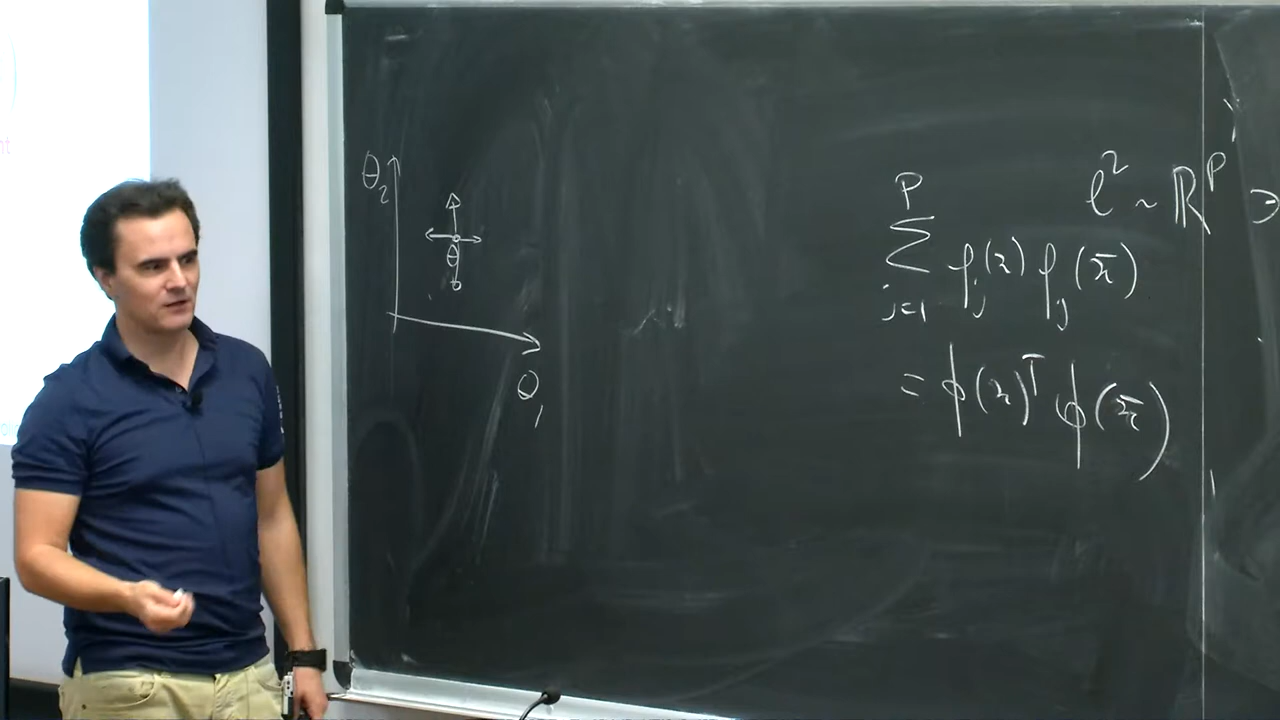 θ₂
θ
θ₁
ℓ² ~ ℝᴾ ∋
P
∑ φⱼ(x) φⱼ(x̄)
j=1
= ϕ(x)ᵀ ϕ(x̄)